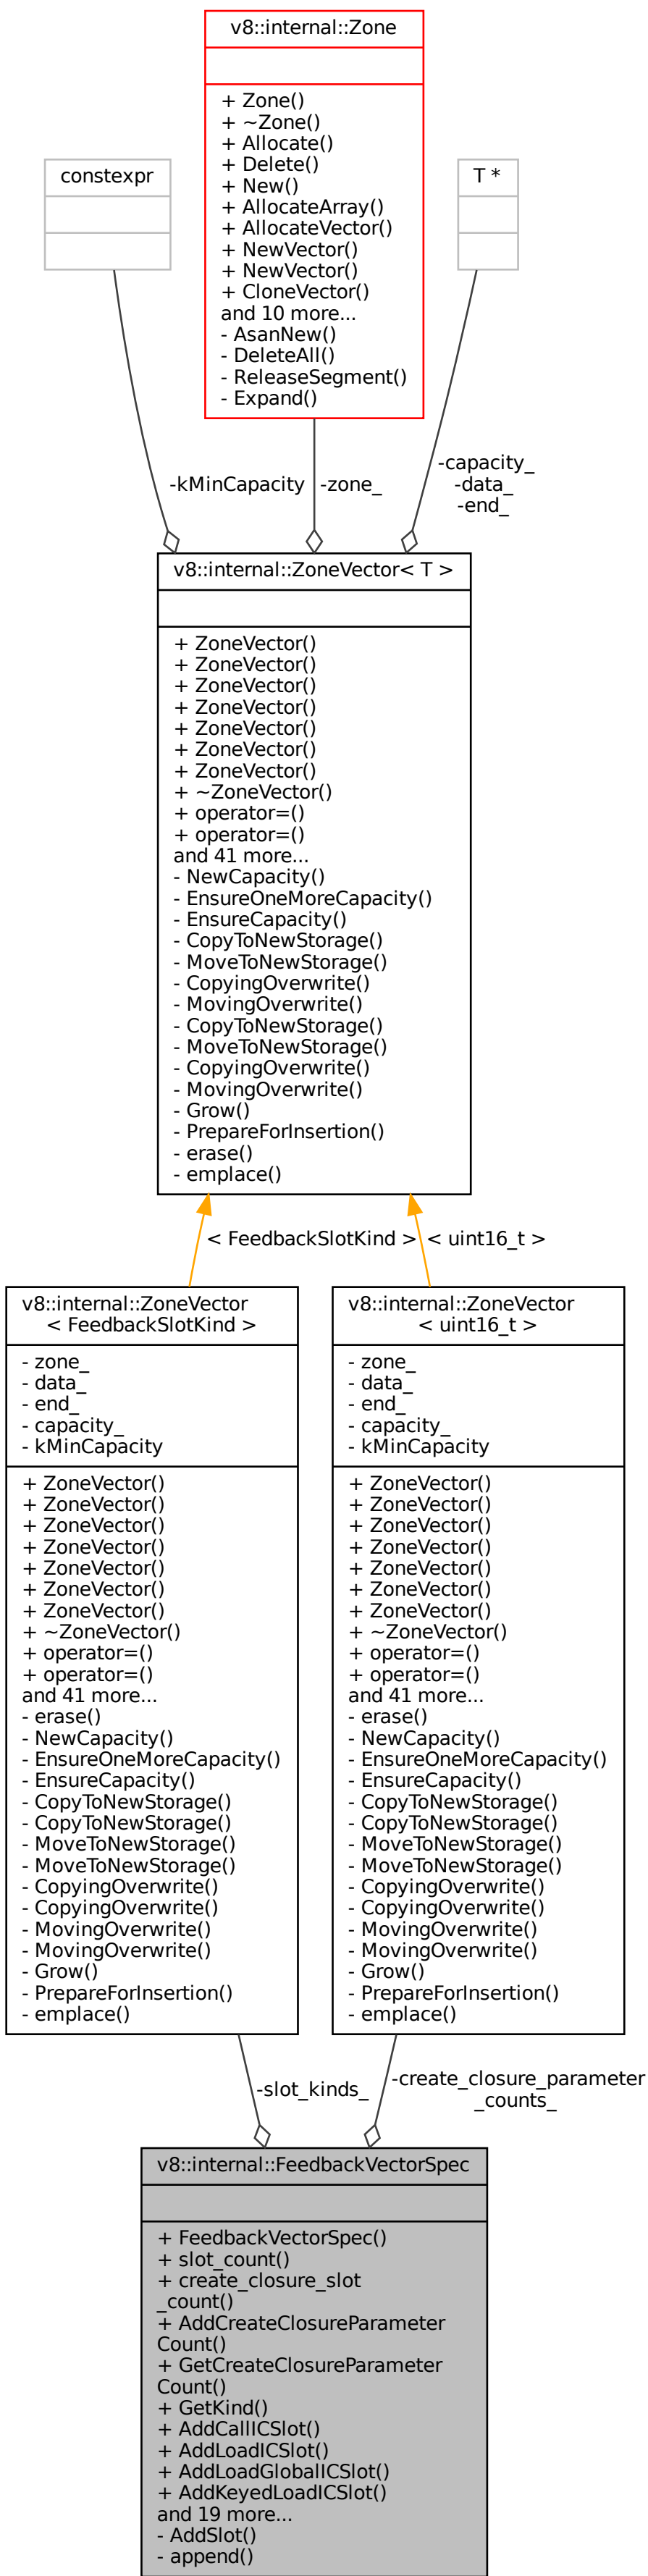 v8::internal::Zone
+ Zone()
+ ~Zone()
+ Allocate()
+ Delete()
+ New()
+ AllocateArray()
+ AllocateVector()
+ NewVector()
+ NewVector()
+ CloneVector()
and 10 more...
- AsanNew()
- DeleteAll()
- ReleaseSegment()
- Expand()
constexpr
T *
-kMinCapacity
-zone_
-capacity_
-data_
-end_
v8::internal::ZoneVector< T >
+ ZoneVector()
+ ZoneVector()
+ ZoneVector()
+ ZoneVector()
+ ZoneVector()
+ ZoneVector()
+ ZoneVector()
+ ~ZoneVector()
+ operator=()
+ operator=()
and 41 more...
- NewCapacity()
- EnsureOneMoreCapacity()
- EnsureCapacity()
- CopyToNewStorage()
- MoveToNewStorage()
- CopyingOverwrite()
- MovingOverwrite()
- CopyToNewStorage()
- MoveToNewStorage()
- CopyingOverwrite()
- MovingOverwrite()
- Grow()
- PrepareForInsertion()
- erase()
- emplace()
< FeedbackSlotKind >
< uint16_t >
v8::internal::ZoneVector
< FeedbackSlotKind >
- zone_
- data_
- end_
- capacity_
- kMinCapacity
+ ZoneVector()
+ ZoneVector()
+ ZoneVector()
+ ZoneVector()
+ ZoneVector()
+ ZoneVector()
+ ZoneVector()
+ ~ZoneVector()
+ operator=()
+ operator=()
and 41 more...
- erase()
- NewCapacity()
- EnsureOneMoreCapacity()
- EnsureCapacity()
- CopyToNewStorage()
- CopyToNewStorage()
- MoveToNewStorage()
- MoveToNewStorage()
- CopyingOverwrite()
- CopyingOverwrite()
- MovingOverwrite()
- MovingOverwrite()
- Grow()
- PrepareForInsertion()
- emplace()
v8::internal::ZoneVector
< uint16_t >
- zone_
- data_
- end_
- capacity_
- kMinCapacity
+ ZoneVector()
+ ZoneVector()
+ ZoneVector()
+ ZoneVector()
+ ZoneVector()
+ ZoneVector()
+ ZoneVector()
+ ~ZoneVector()
+ operator=()
+ operator=()
and 41 more...
- erase()
- NewCapacity()
- EnsureOneMoreCapacity()
- EnsureCapacity()
- CopyToNewStorage()
- CopyToNewStorage()
- MoveToNewStorage()
- MoveToNewStorage()
- CopyingOverwrite()
- CopyingOverwrite()
- MovingOverwrite()
- MovingOverwrite()
- Grow()
- PrepareForInsertion()
- emplace()
-slot_kinds_
-create_closure_parameter
_counts_
v8::internal::FeedbackVectorSpec
+ FeedbackVectorSpec()
+ slot_count()
+ create_closure_slot
_count()
+ AddCreateClosureParameter
Count()
+ GetCreateClosureParameter
Count()
+ GetKind()
+ AddCallICSlot()
+ AddLoadICSlot()
+ AddLoadGlobalICSlot()
+ AddKeyedLoadICSlot()
and 19 more...
- AddSlot()
- append()